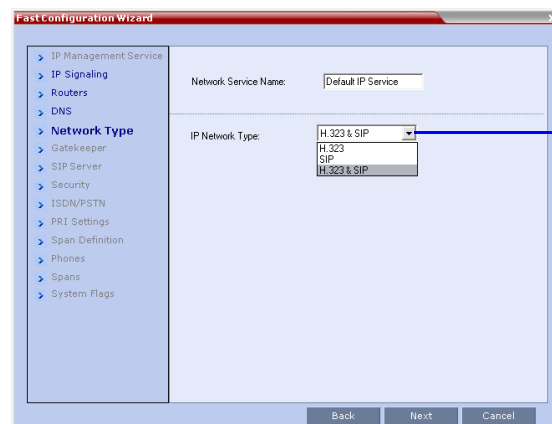 Fast Configuration Wizard
IP Management Service
IP Signaling
Routers
DNS
Network Type
Gatekeeper
SIP Server
Security
ISDN/PSTN
PRI Settings
Span Definition
Phones
Spans
System Flags
Network Service Name: Default IP Service
IP Network Type: H.323 & SIP
H.323
SIP
H.323 & SIP
Back Next Cancel